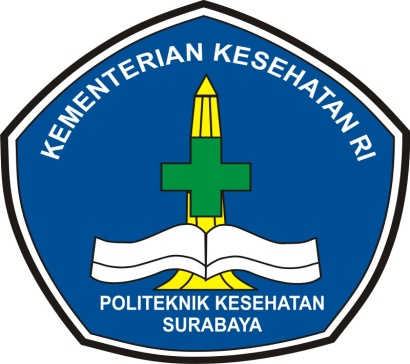 KEMENTERIAN KESEHATAN RI
POLITEKNIK KESEHATAN
SURABAYA